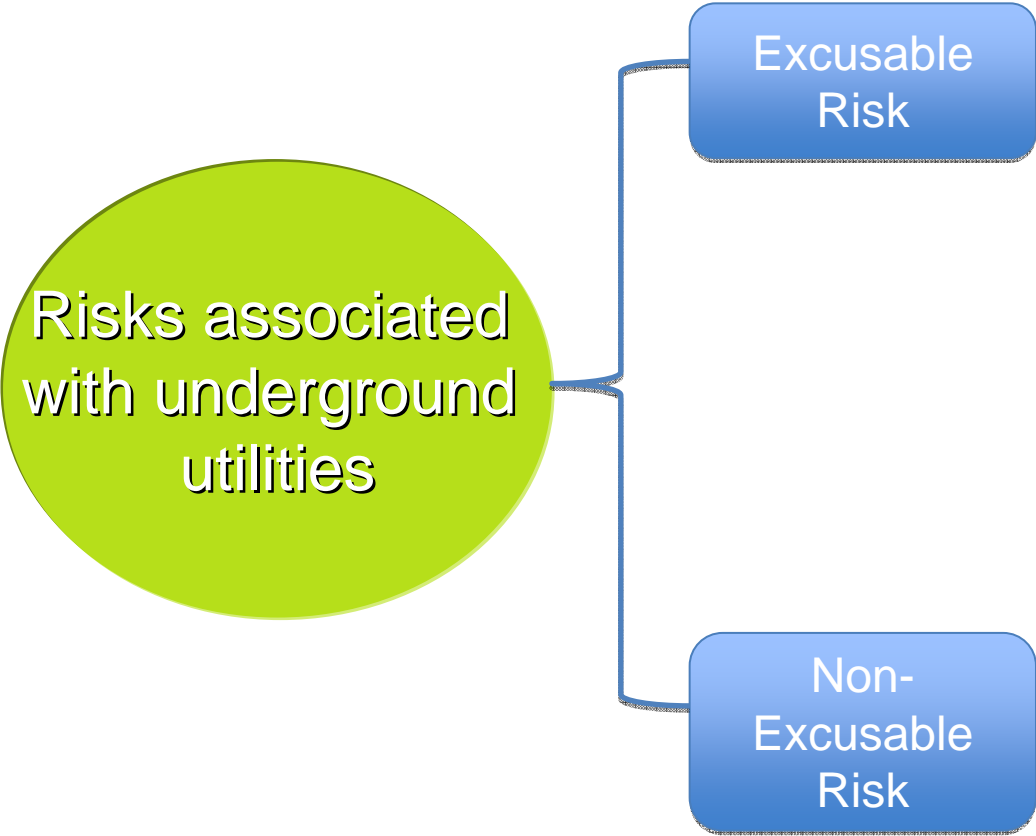 Excusable
Risk
Risks associated
with underground
utilities
Non-
Excusable
Risk